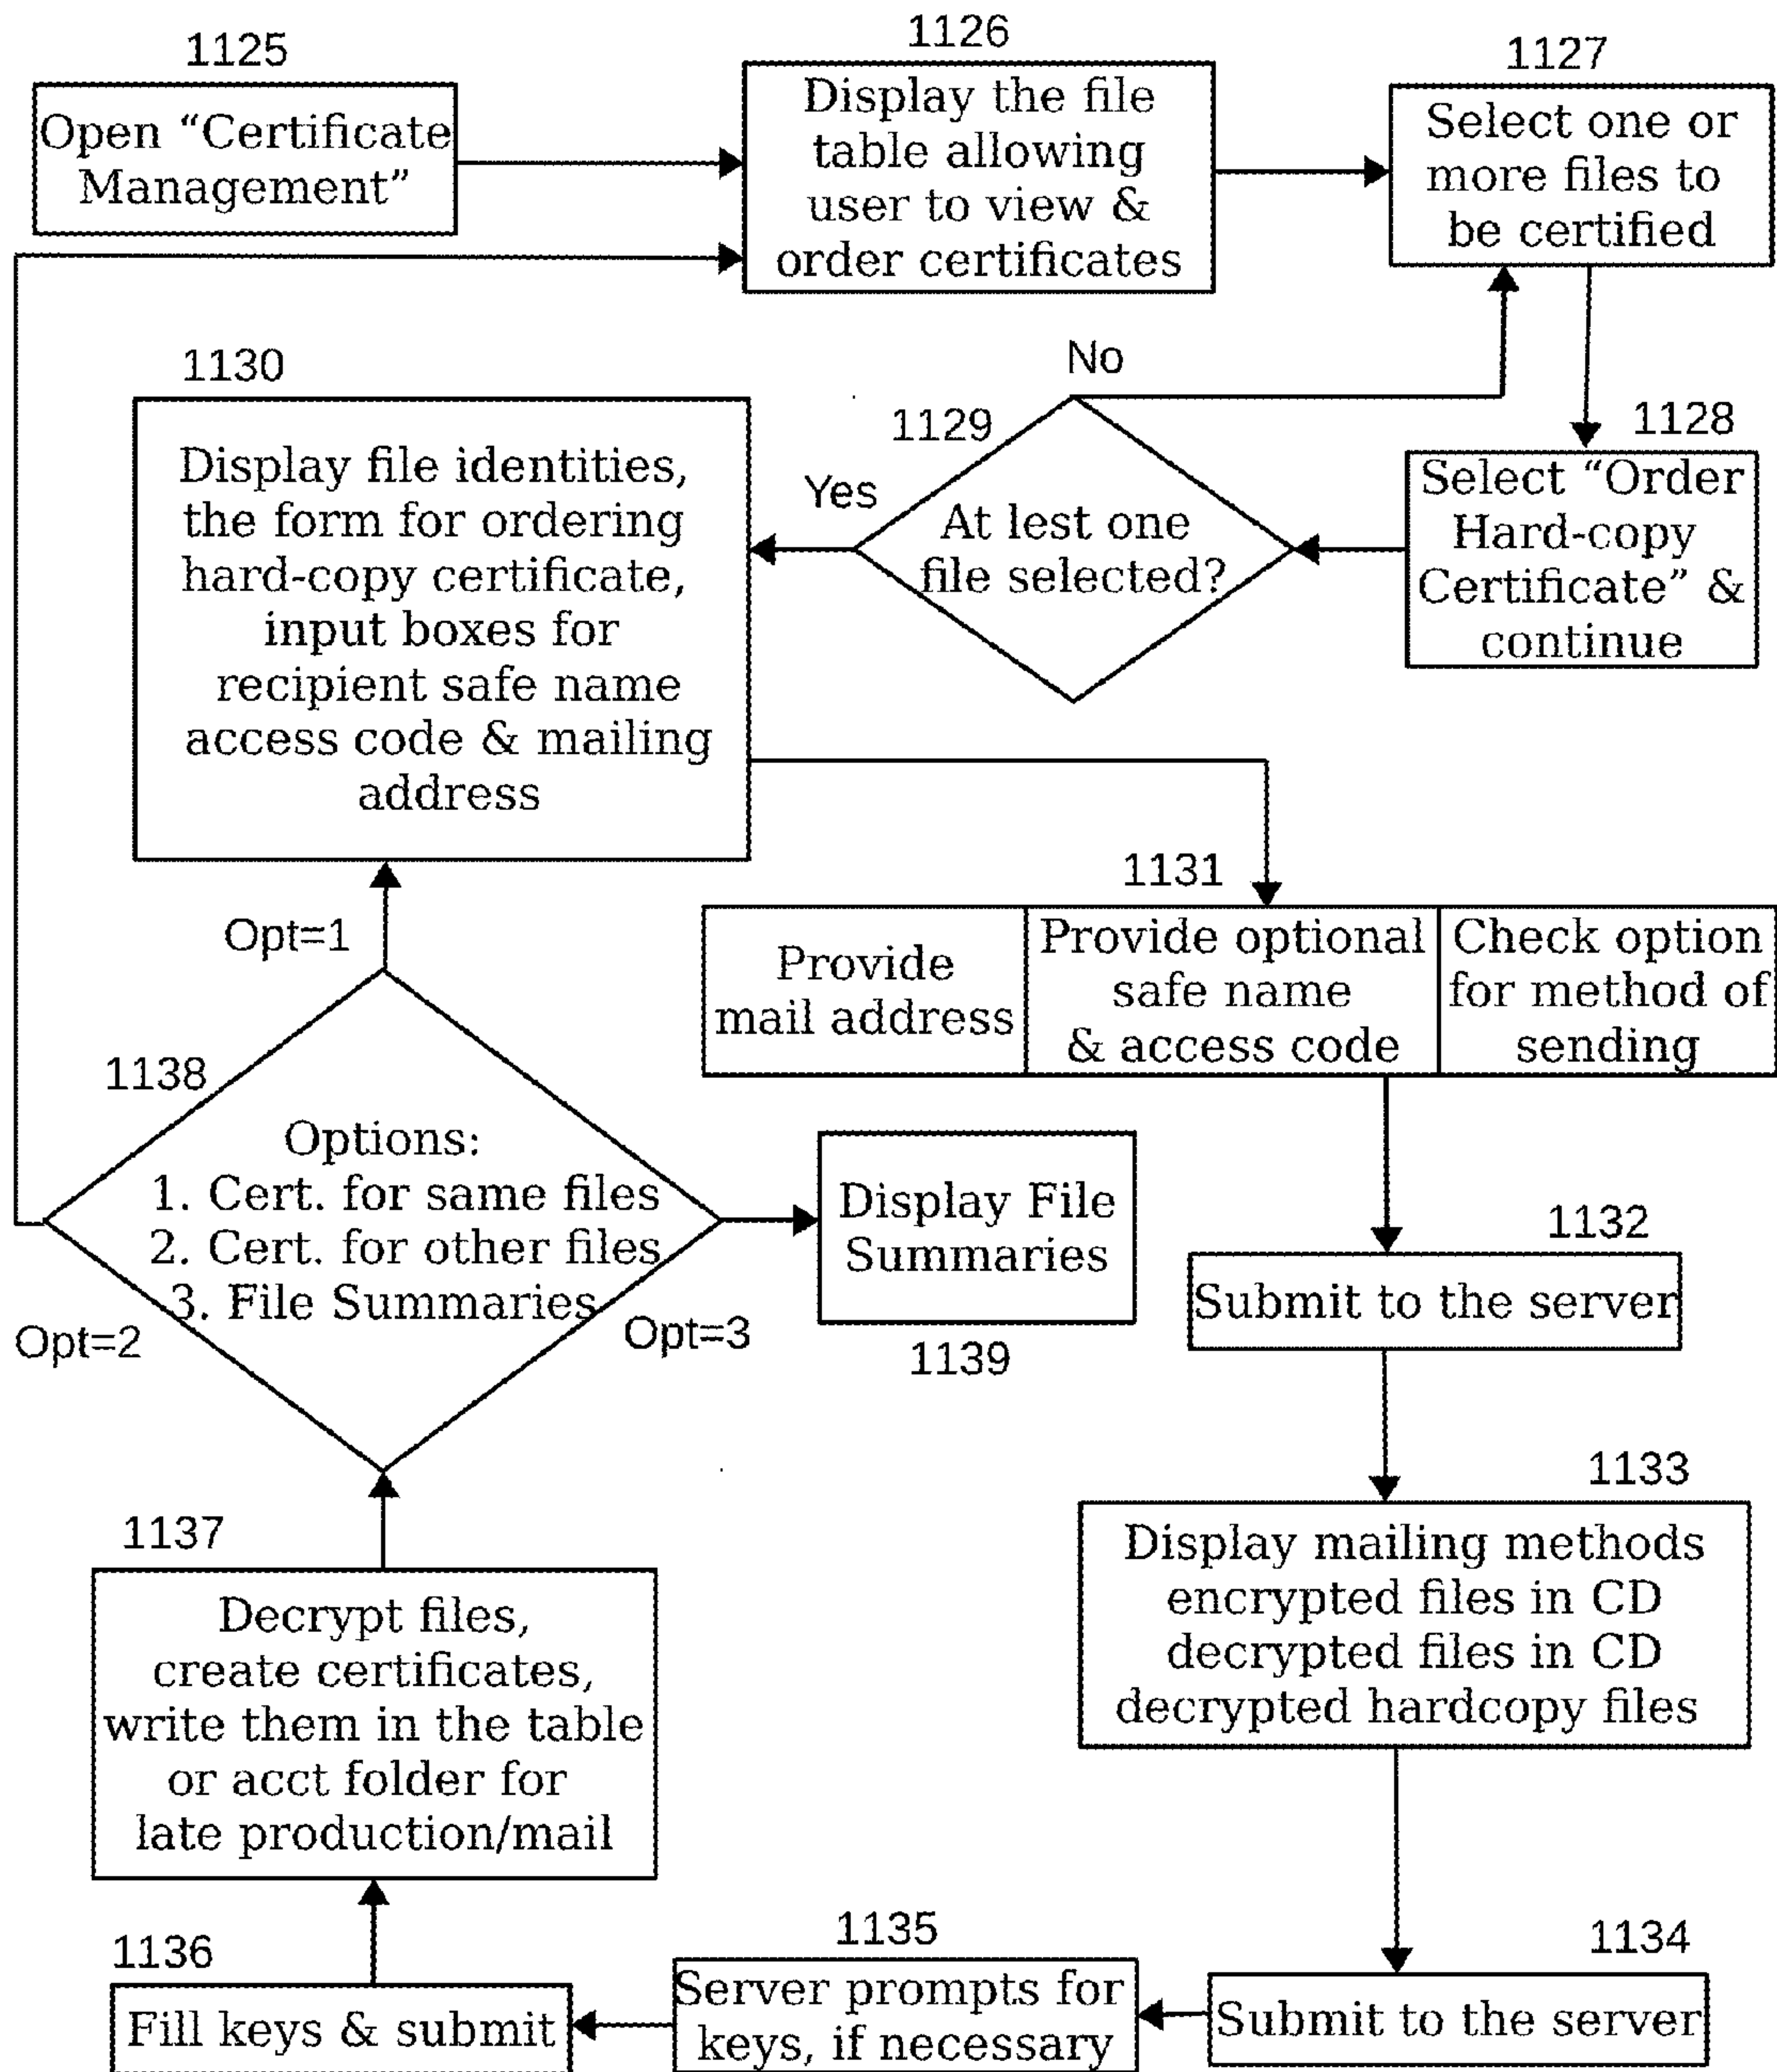 1125
Open “Certificate
Management”
1126
Display the file
table allowing
user to view &
order certificates
1127
Select one or
more files to
be certified
1128
Select “Order
Hard-copy
Certificate” &
continue
No
1129
Yes
At lest one
file selected?
1130
Display file identities,
the form for ordering
hard-copy certificate,
input boxes for
recipient safe name
access code & mailing
address
1131
Provide
mail address
Provide optional
safe name
& access code
Check option
for method of
sending
1132
Submit to the server
1133
Display mailing methods
encrypted files in CD
decrypted files in CD
decrypted hardcopy files
1134
Submit to the server
1135
Server prompts for
keys, if necessary
1136
Fill keys & submit
1137
Decrypt files,
create certificates,
write them in the table
or acct folder for
late production/mail
1138
Options:
1. Cert. for same files
2. Cert. for other files
3. File Summaries
Opt=1
Opt=2
Opt=3
Display File
Summaries
1139